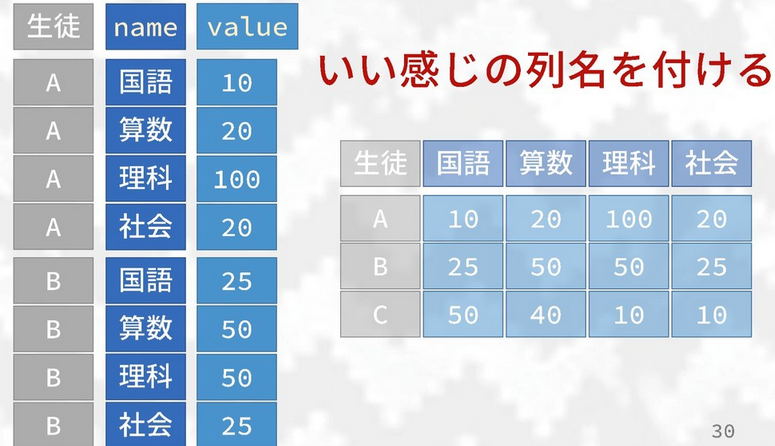 生徒 name value
A 国語 10
A 算数 20
A 理科 100
A 社会 20
B 国語 25
B 算数 50
B 理科 50
B 社会 25
いい感じの列名を付ける
生徒 国語 算数 理科 社会
A 10 20 100 20
B 25 50 50 25
C 50 40 10 10
30